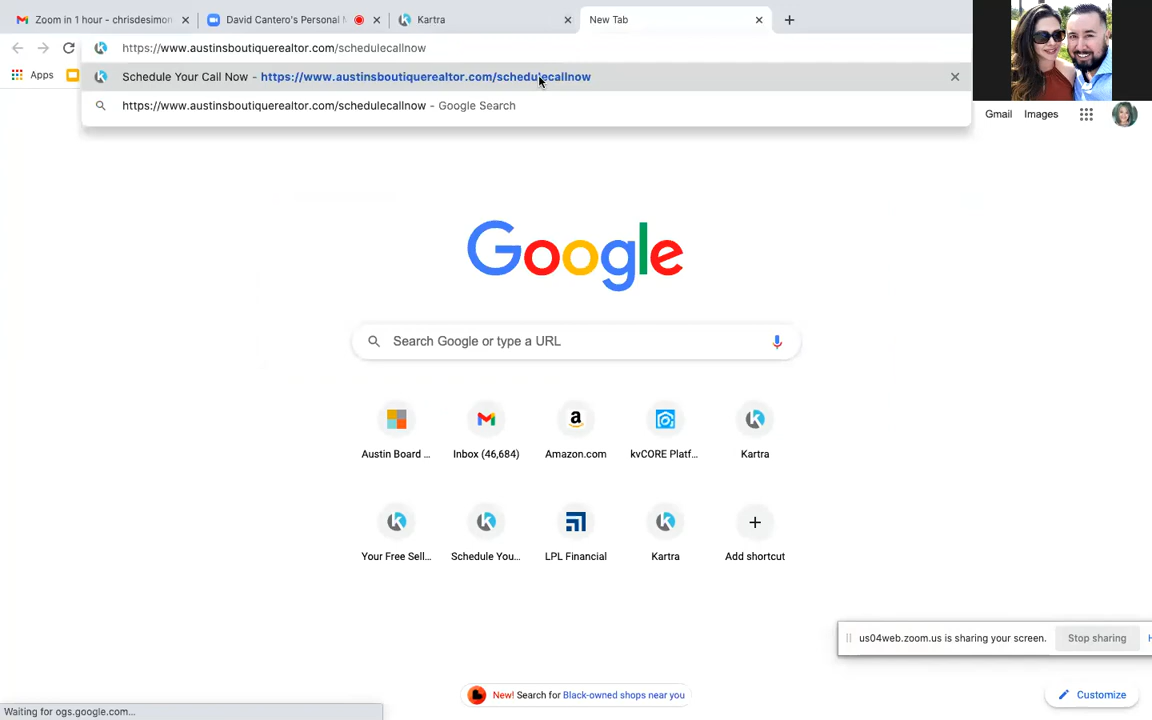 Zoom in 1 hour - chrisdesimon
David Cantero's Personal M
Kartra
New Tab
https://www.austinsboutiquerealtor.com/schedulecallnow
Apps
Schedule Your Call Now - https://www.austinsboutiquerealtor.com/schedulecallnow
https://www.austinsboutiquerealtor.com/schedulecallnow - Google Search
Gmail
Images
Google
Search Google or type a URL
Austin Board ...
Inbox (46,684)
Amazon.com
kvCORE Platf...
Kartra
Your Free Sell...
Schedule You...
LPL Financial
Kartra
Add shortcut
us04web.zoom.us is sharing your screen.
Stop sharing
H
New! Search for Black-owned shops near you
Customize
Waiting for ogs.google.com...